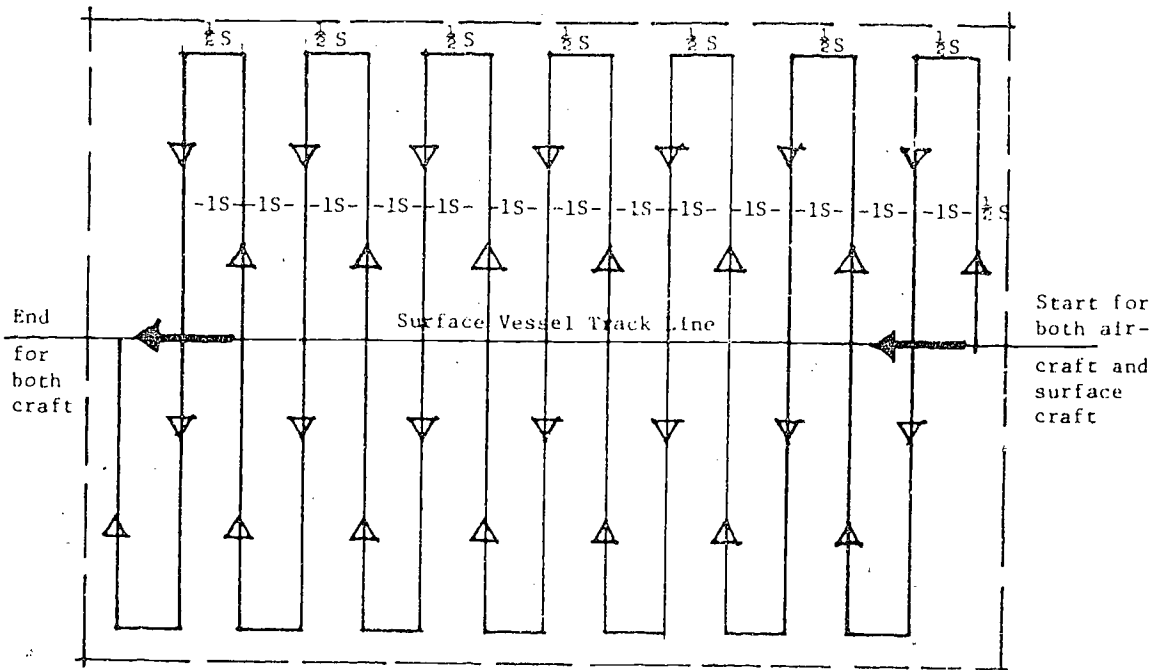 ½S ½S ½S ½S ½S ½S ½S
-1S--1S- -1S- -1S--1S- -1S- -1S- -1S--1S- -1S- -1S- -1S- -1S- ½S
Surface Vessel Track Line
End
for
both
craft
Start for
both air-
craft and
surface
craft